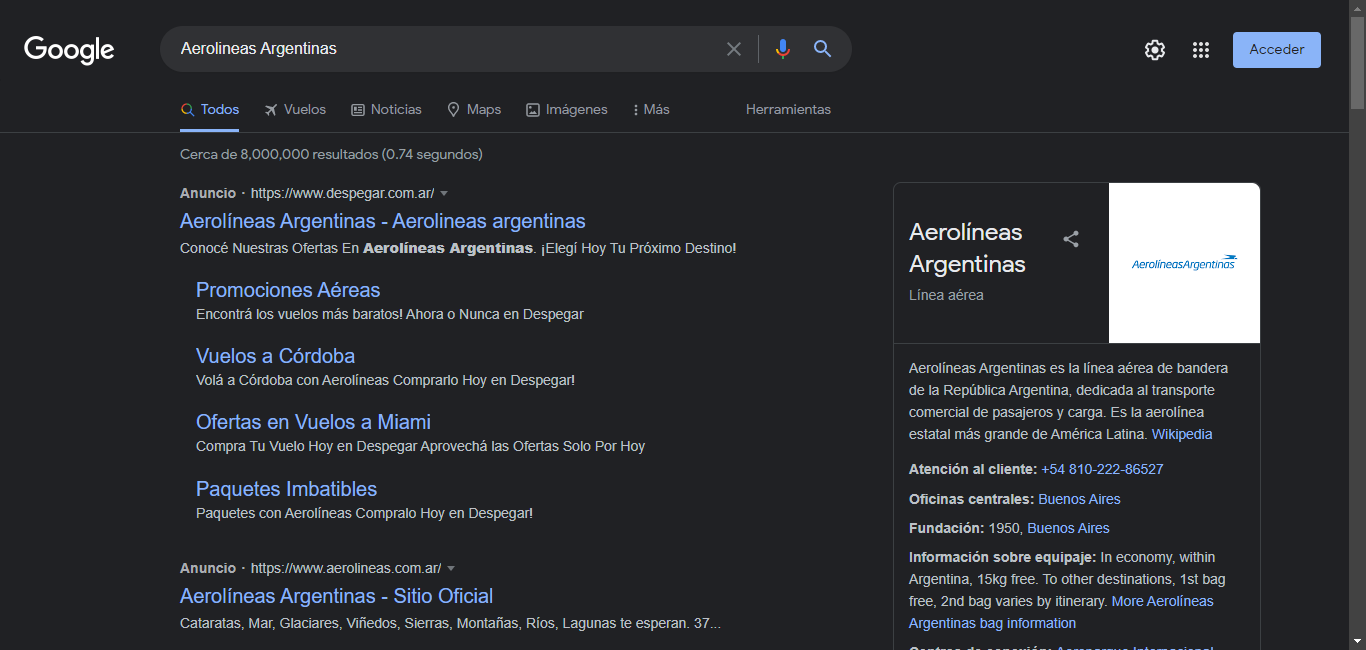 Google
Aerolineas Argentinas
Acceder
Todos
Vuelos
Noticias
Maps
Imágenes
Más
Herramientas
Cerca de 8,000,000 resultados (0.74 segundos)
Anuncio · https://www.despegar.com.ar/
Aerolíneas Argentinas - Aerolineas argentinas
Conocé Nuestras Ofertas En Aerolíneas Argentinas. ¡Elegí Hoy Tu Próximo Destino!
Promociones Aéreas
Encontrá los vuelos más baratos! Ahora o Nunca en Despegar
Vuelos a Córdoba
Volá a Córdoba con Aerolíneas Comprarlo Hoy en Despegar!
Ofertas en Vuelos a Miami
Compra Tu Vuelo Hoy en Despegar Aprovechá las Ofertas Solo Por Hoy
Paquetes Imbatibles
Paquetes con Aerolíneas Compralo Hoy en Despegar!
Anuncio · https://www.aerolineas.com.ar/
Aerolíneas Argentinas - Sitio Oficial
Cataratas, Mar, Glaciares, Viñedos, Sierras, Montañas, Ríos, Lagunas te esperan. 37...
Aerolíneas
Argentinas
Línea aérea
AerolíneasArgentinas
Aerolíneas Argentinas es la línea aérea de bandera
de la República Argentina, dedicada al transporte
comercial de pasajeros y carga. Es la aerolínea
estatal más grande de América Latina. Wikipedia
Atención al cliente: +54 810-222-86527
Oficinas centrales: Buenos Aires
Fundación: 1950, Buenos Aires
Información sobre equipaje: In economy, within
Argentina, 15kg free. To other destinations, 1st bag
free, 2nd bag varies by itinerary. More Aerolíneas
Argentinas bag information
Centros de conexión: Aeroparque Internacional